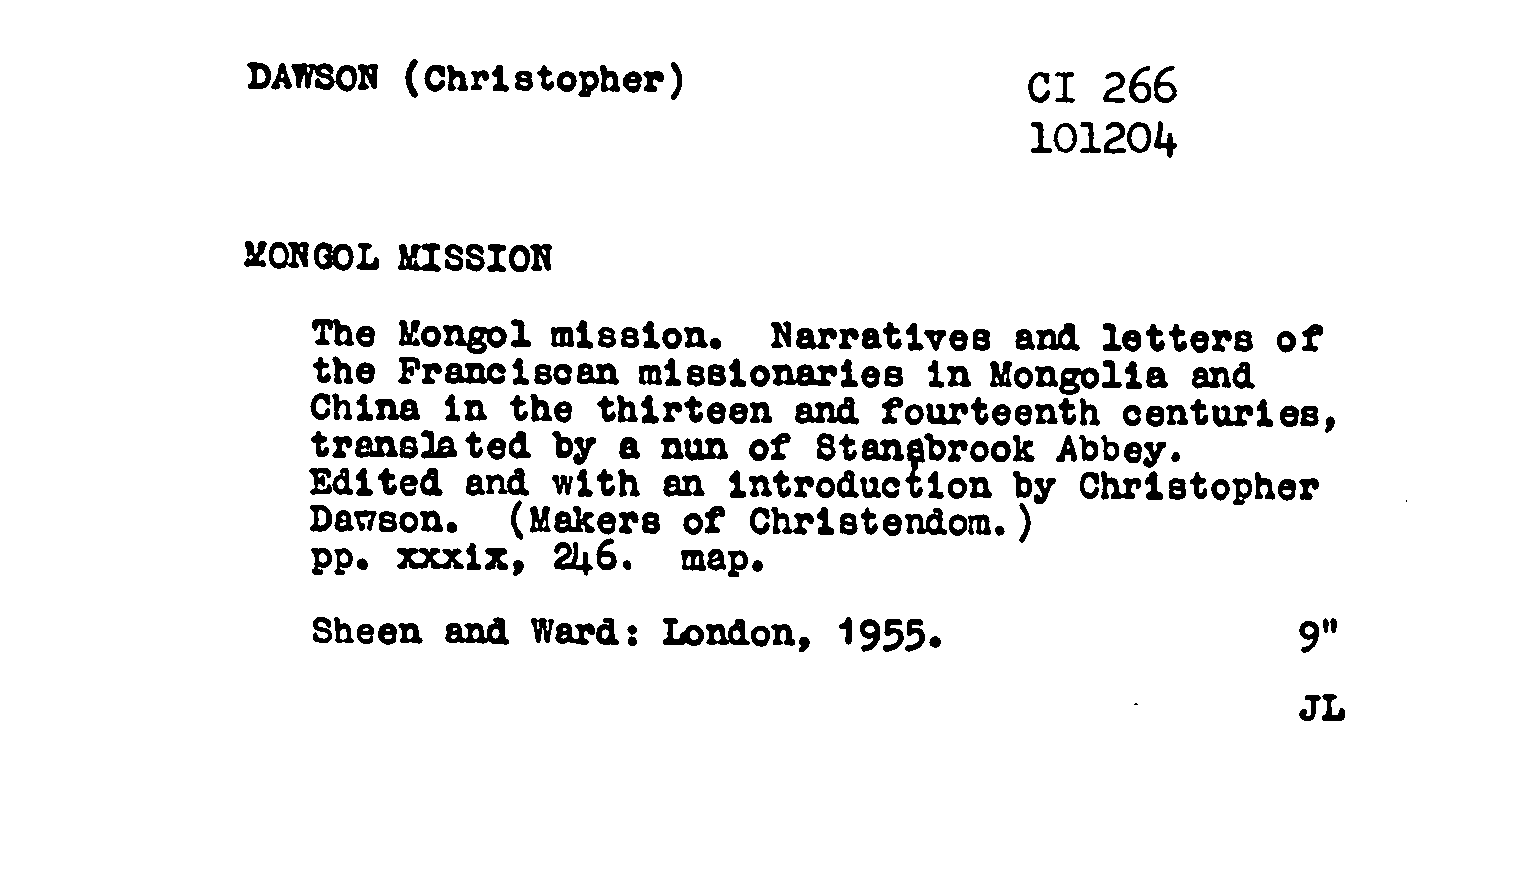 DAWSON (Christopher)
CI 266
101204
MONGOL MISSION
The Mongol mission. Narratives and letters of
the Franciscan missionaries in Mongolia and
China in the thirteen and fourteenth centuries,
translated by a nun of Stanabrook Abbey.
Edited and with an introduction by Christopher
Dawson. (Makers of Christendom.)
pp. xxxix, 246. map.
Sheen and Ward: London, 1955.
9"
JL